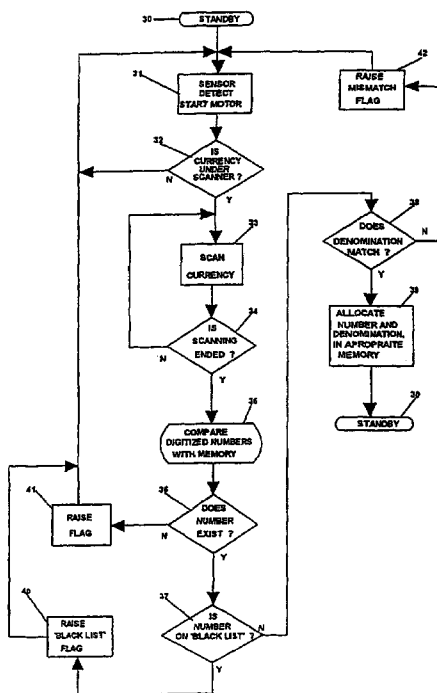 30
STANDBY
31
SENSOR
DETECT
START MOTOR
42
RAISE
MISMATCH
FLAG
32
IS
CURRENCY
UNDER
SCANNER ?
N
Y
33
SCAN
CURRENCY
34
IS
SCANNING
ENDED ?
N
Y
35
COMPARE
DIGITIZED NUMBERS
WITH MEMORY
36
DOES
NUMBER
EXIST ?
N
Y
41
RAISE
FLAG
40
RAISE
'BLACK LIST'
FLAG
37
IS
NUMBER
ON 'BLACK LIST' ?
N
Y
38
DOES
DENOMINATION
MATCH ?
N
Y
39
ALLOCATE
NUMBER AND
DENOMINATION,
IN APROPRAITE
MEMORY
30
STANDBY